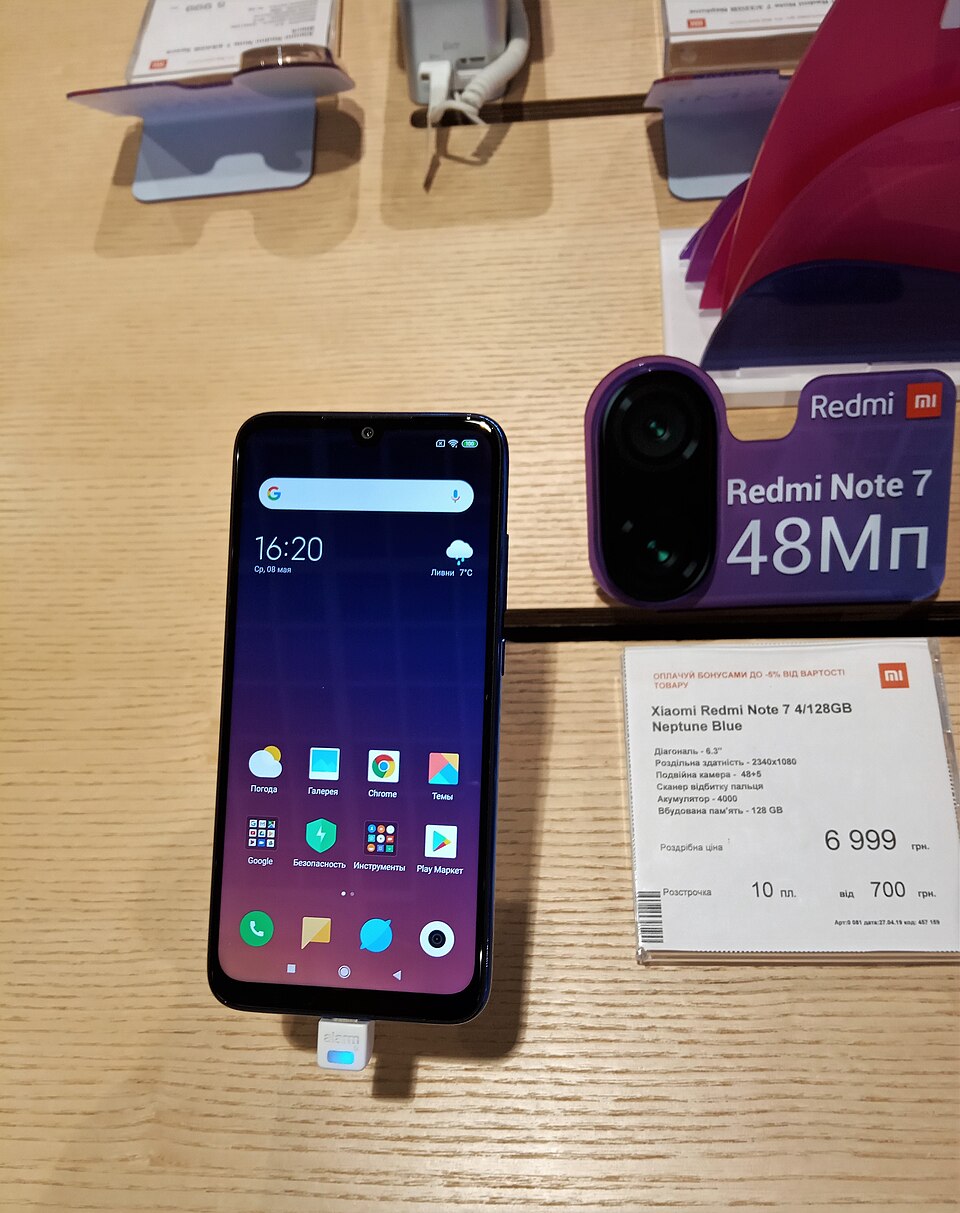 16:20
Ср, 08 мая
Ливни 7°C
Погода
Галерея
Chrome
Темы
Google
Безопасность
Инструменты
Play Маркет
alarm
Redmi
Redmi Note 7
48Мп
ОПЛАЧУЙ БОНУСАМИ ДО -5% ВІД ВАРТОСТІ
ТОВАРУ
Xiaomi Redmi Note 7 4/128GB
Neptune Blue
Діагональ - 6.3"
Роздільна здатність - 2340x1080
Подвійна камера - 48+5
Сканер відбитку пальця
Акумулятор - 4000
Вбудована пам'ять - 128 GB
Роздрібна ціна 6 999 грн.
Розстрочка 10 пл. від 700 грн.